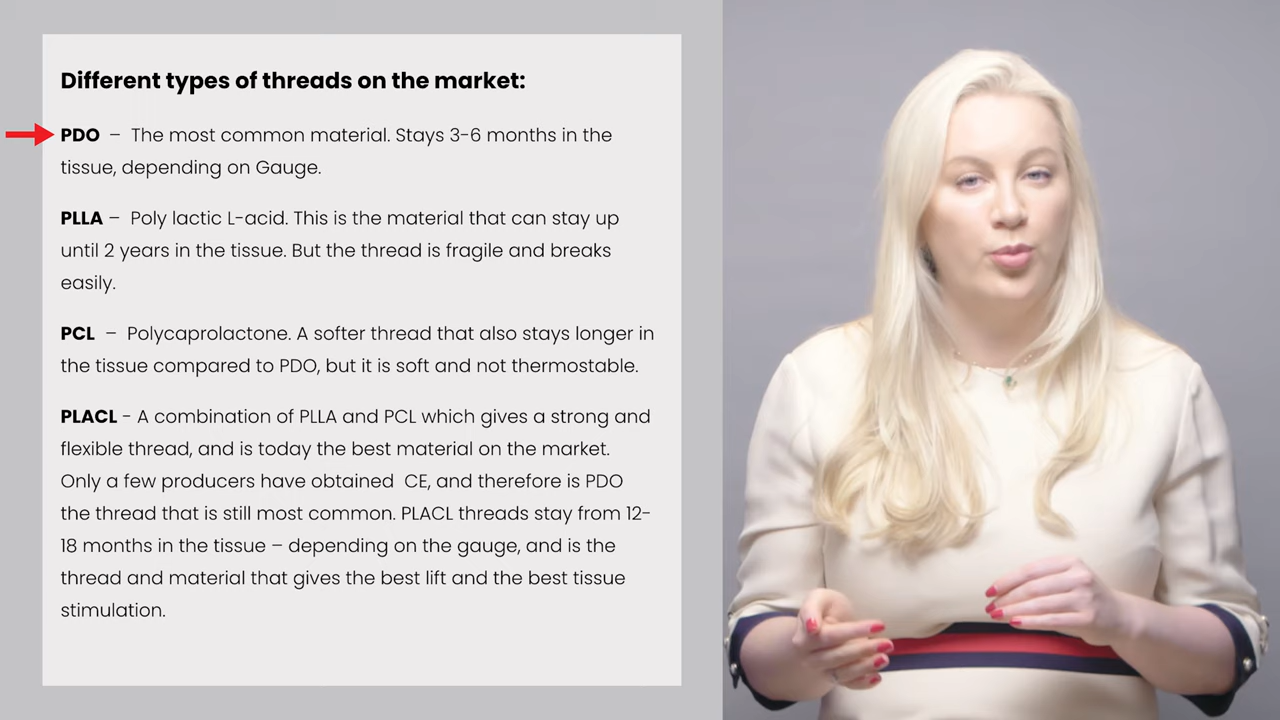 Different types of threads on the market:
PDO – The most common material. Stays 3-6 months in the
tissue, depending on Gauge.
PLLA – Poly lactic L-acid. This is the material that can stay up
until 2 years in the tissue. But the thread is fragile and breaks
easily.
PCL – Polycaprolactone. A softer thread that also stays longer in
the tissue compared to PDO, but it is soft and not thermostable.
PLACL - A combination of PLLA and PCL which gives a strong and
flexible thread, and is today the best material on the market.
Only a few producers have obtained CE, and therefore is PDO
the thread that is still most common. PLACL threads stay from 12-
18 months in the tissue – depending on the gauge, and is the
thread and material that gives the best lift and the best tissue
stimulation.